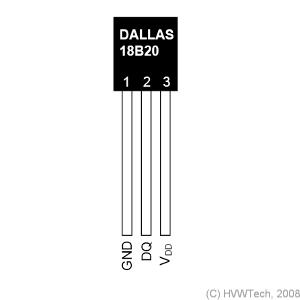 DALLAS
18B20
1 2 3
GND DQ VDD
(C) HVWTech, 2008